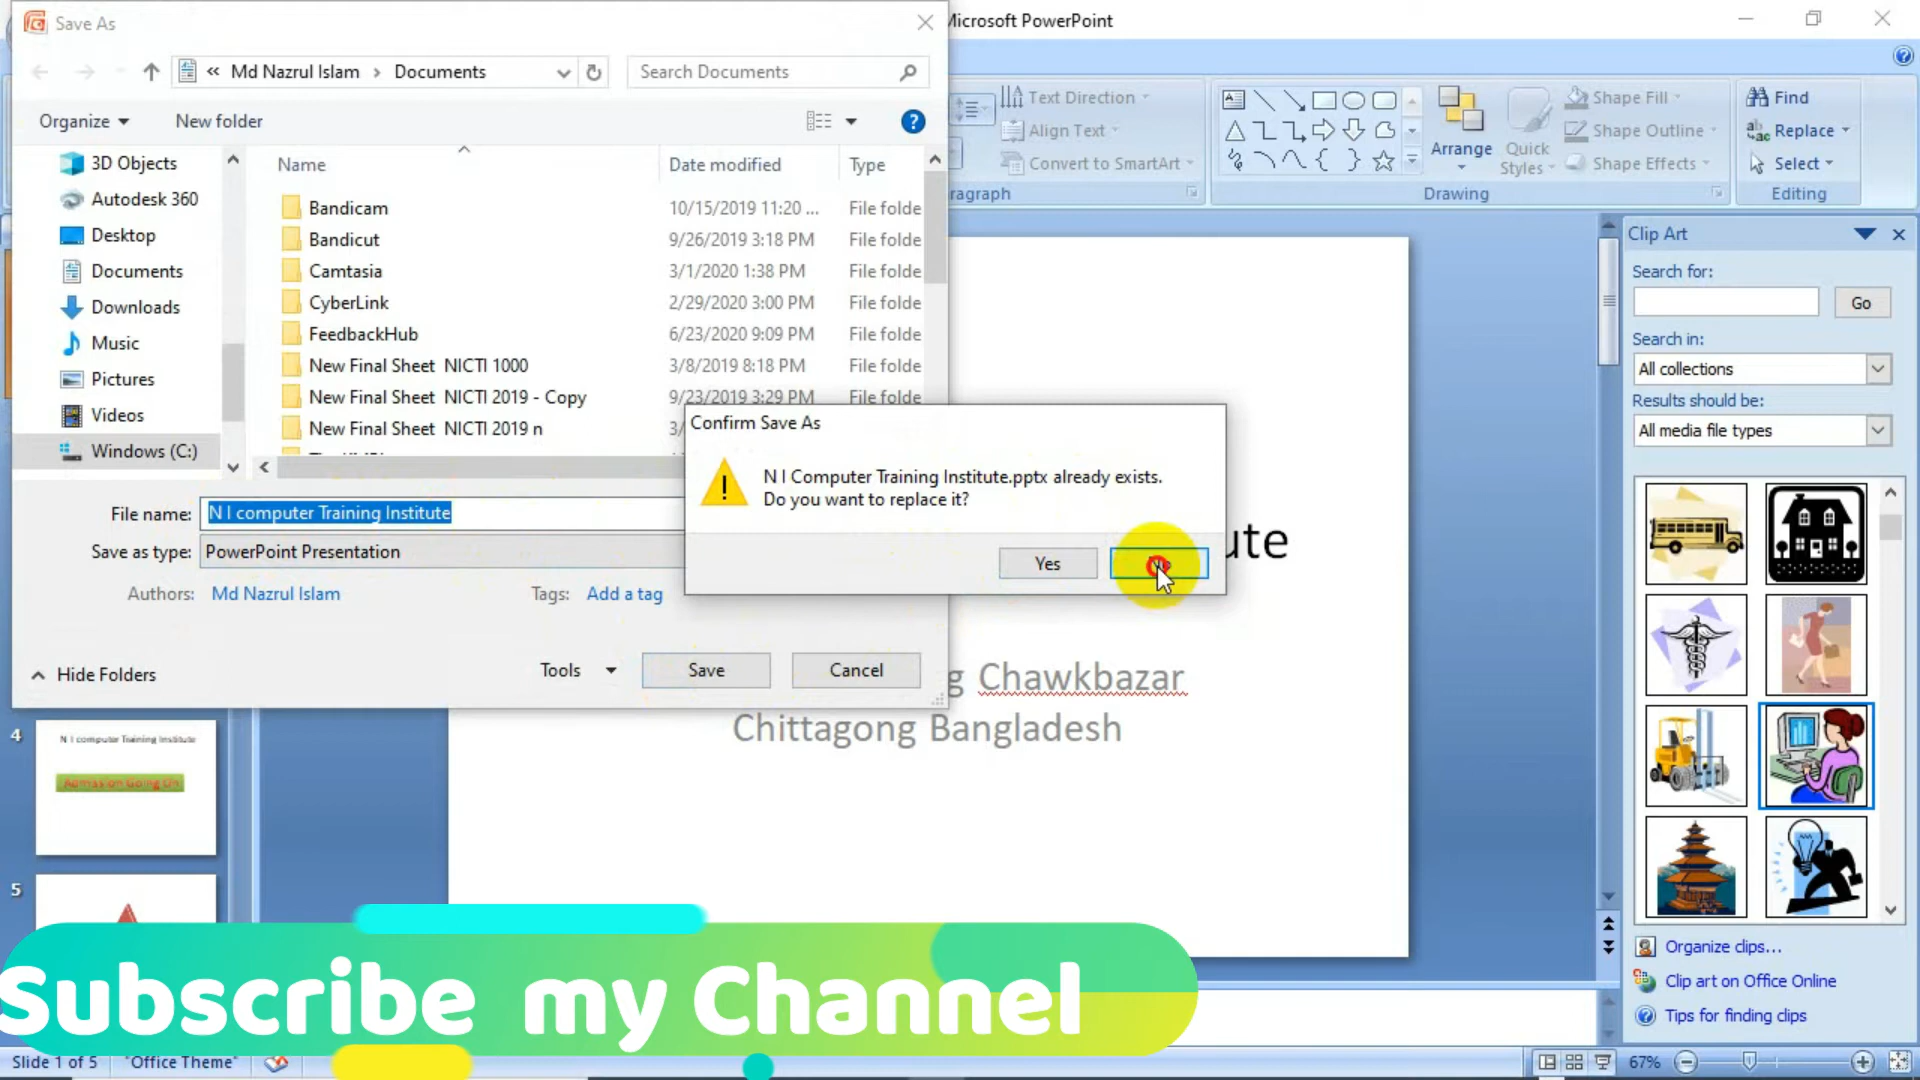 Save As
Microsoft PowerPoint
« Md Nazrul Islam › Documents
Search Documents
Organize
New folder
3D Objects
Autodesk 360
Desktop
Documents
Downloads
Music
Pictures
Videos
Windows (C:)
Name
Date modified
Type
Bandicam 10/15/2019 11:20 ... File folde
Bandicut 9/26/2019 3:18 PM File folde
Camtasia 3/1/2020 1:38 PM File folde
CyberLink 2/29/2020 3:00 PM File folde
FeedbackHub 6/23/2020 9:09 PM File folde
New Final Sheet NICTI 1000 3/8/2019 8:18 PM File folde
New Final Sheet NICTI 2019 - Copy 9/23/2019 3:29 PM File folde
New Final Sheet NICTI 2019 n 3/
File name: N I computer Training Institute
Save as type: PowerPoint Presentation
Authors: Md Nazrul Islam
Tags: Add a tag
Hide Folders
Tools
Save
Cancel
Confirm Save As
N I Computer Training Institute.pptx already exists.
Do you want to replace it?
Yes
Text Direction
Align Text
Convert to SmartArt
ragraph
Arrange
Quick Styles
Shape Fill
Shape Outline
Shape Effects
Drawing
Find
Replace
Select
Editing
ute
g Chawkbazar
Chittagong Bangladesh
4
N I computer Training Institute
Admission Going On
5
Clip Art
Search for:
Go
Search in:
All collections
Results should be:
All media file types
Organize clips...
Clip art on Office Online
Tips for finding clips
Subscribe my Channel
Slide 1 of 5
"Office Theme"
67%